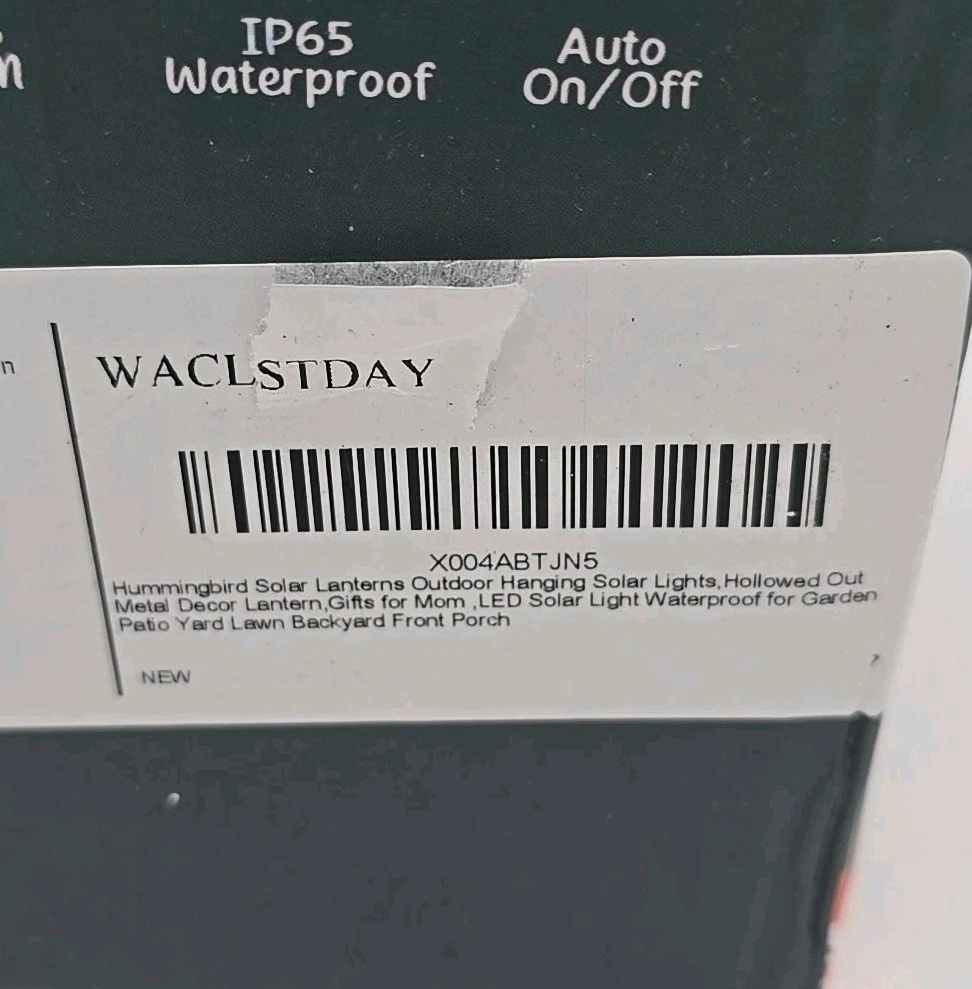 IP65
Waterproof
Auto
On/Off
WACLSTDAY
X004ABTJN5
Hummingbird Solar Lanterns Outdoor Hanging Solar Lights,Hollowed Out
Metal Decor Lantern,Gifts for Mom ,LED Solar Light Waterproof for Garden
Patio Yard Lawn Backyard Front Porch
NEW